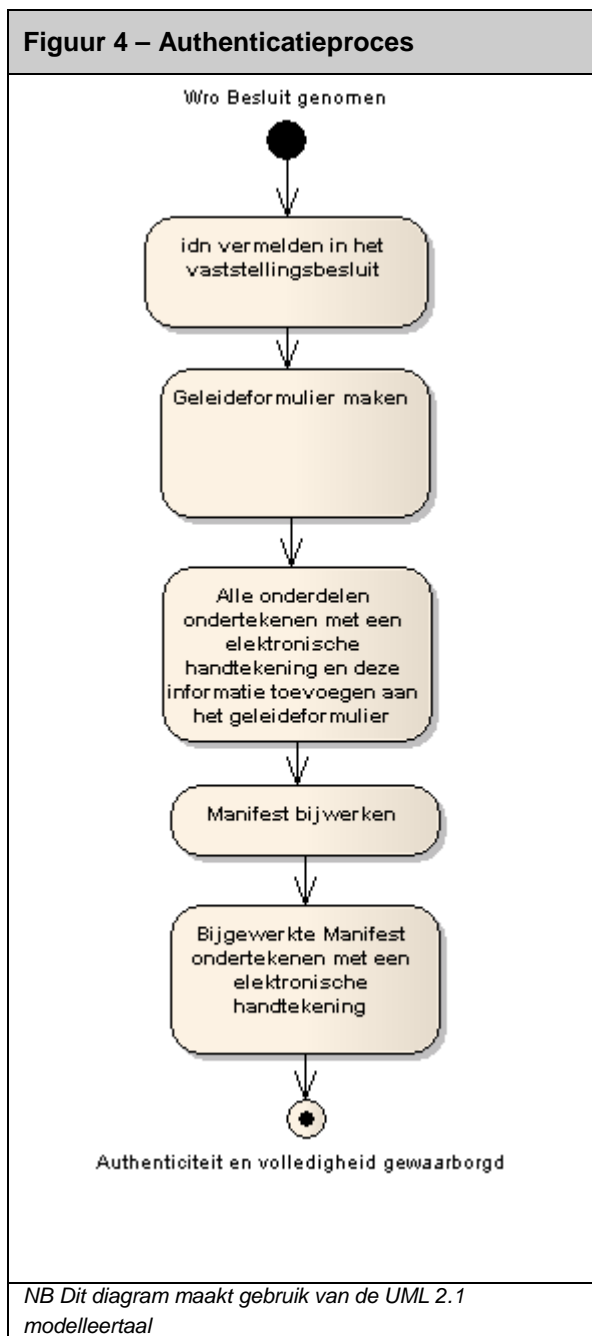 Figuur 4 – Authenticatieproces
Wro Besluit genomen
idn vermelden in het
vaststellingsbesluit
Geleideformulier maken
Alle onderdelen
ondertekenen met een
elektronische
handtekening en deze
informatie toevoegen aan
het geleideformulier
Manifest bijwerken
Bijgewerkte Manifest
ondertekenen met een
elektronische
handtekening
Authenticiteit en volledigheid gewaarborgd
NB Dit diagram maakt gebruik van de UML 2.1
modelleertaal